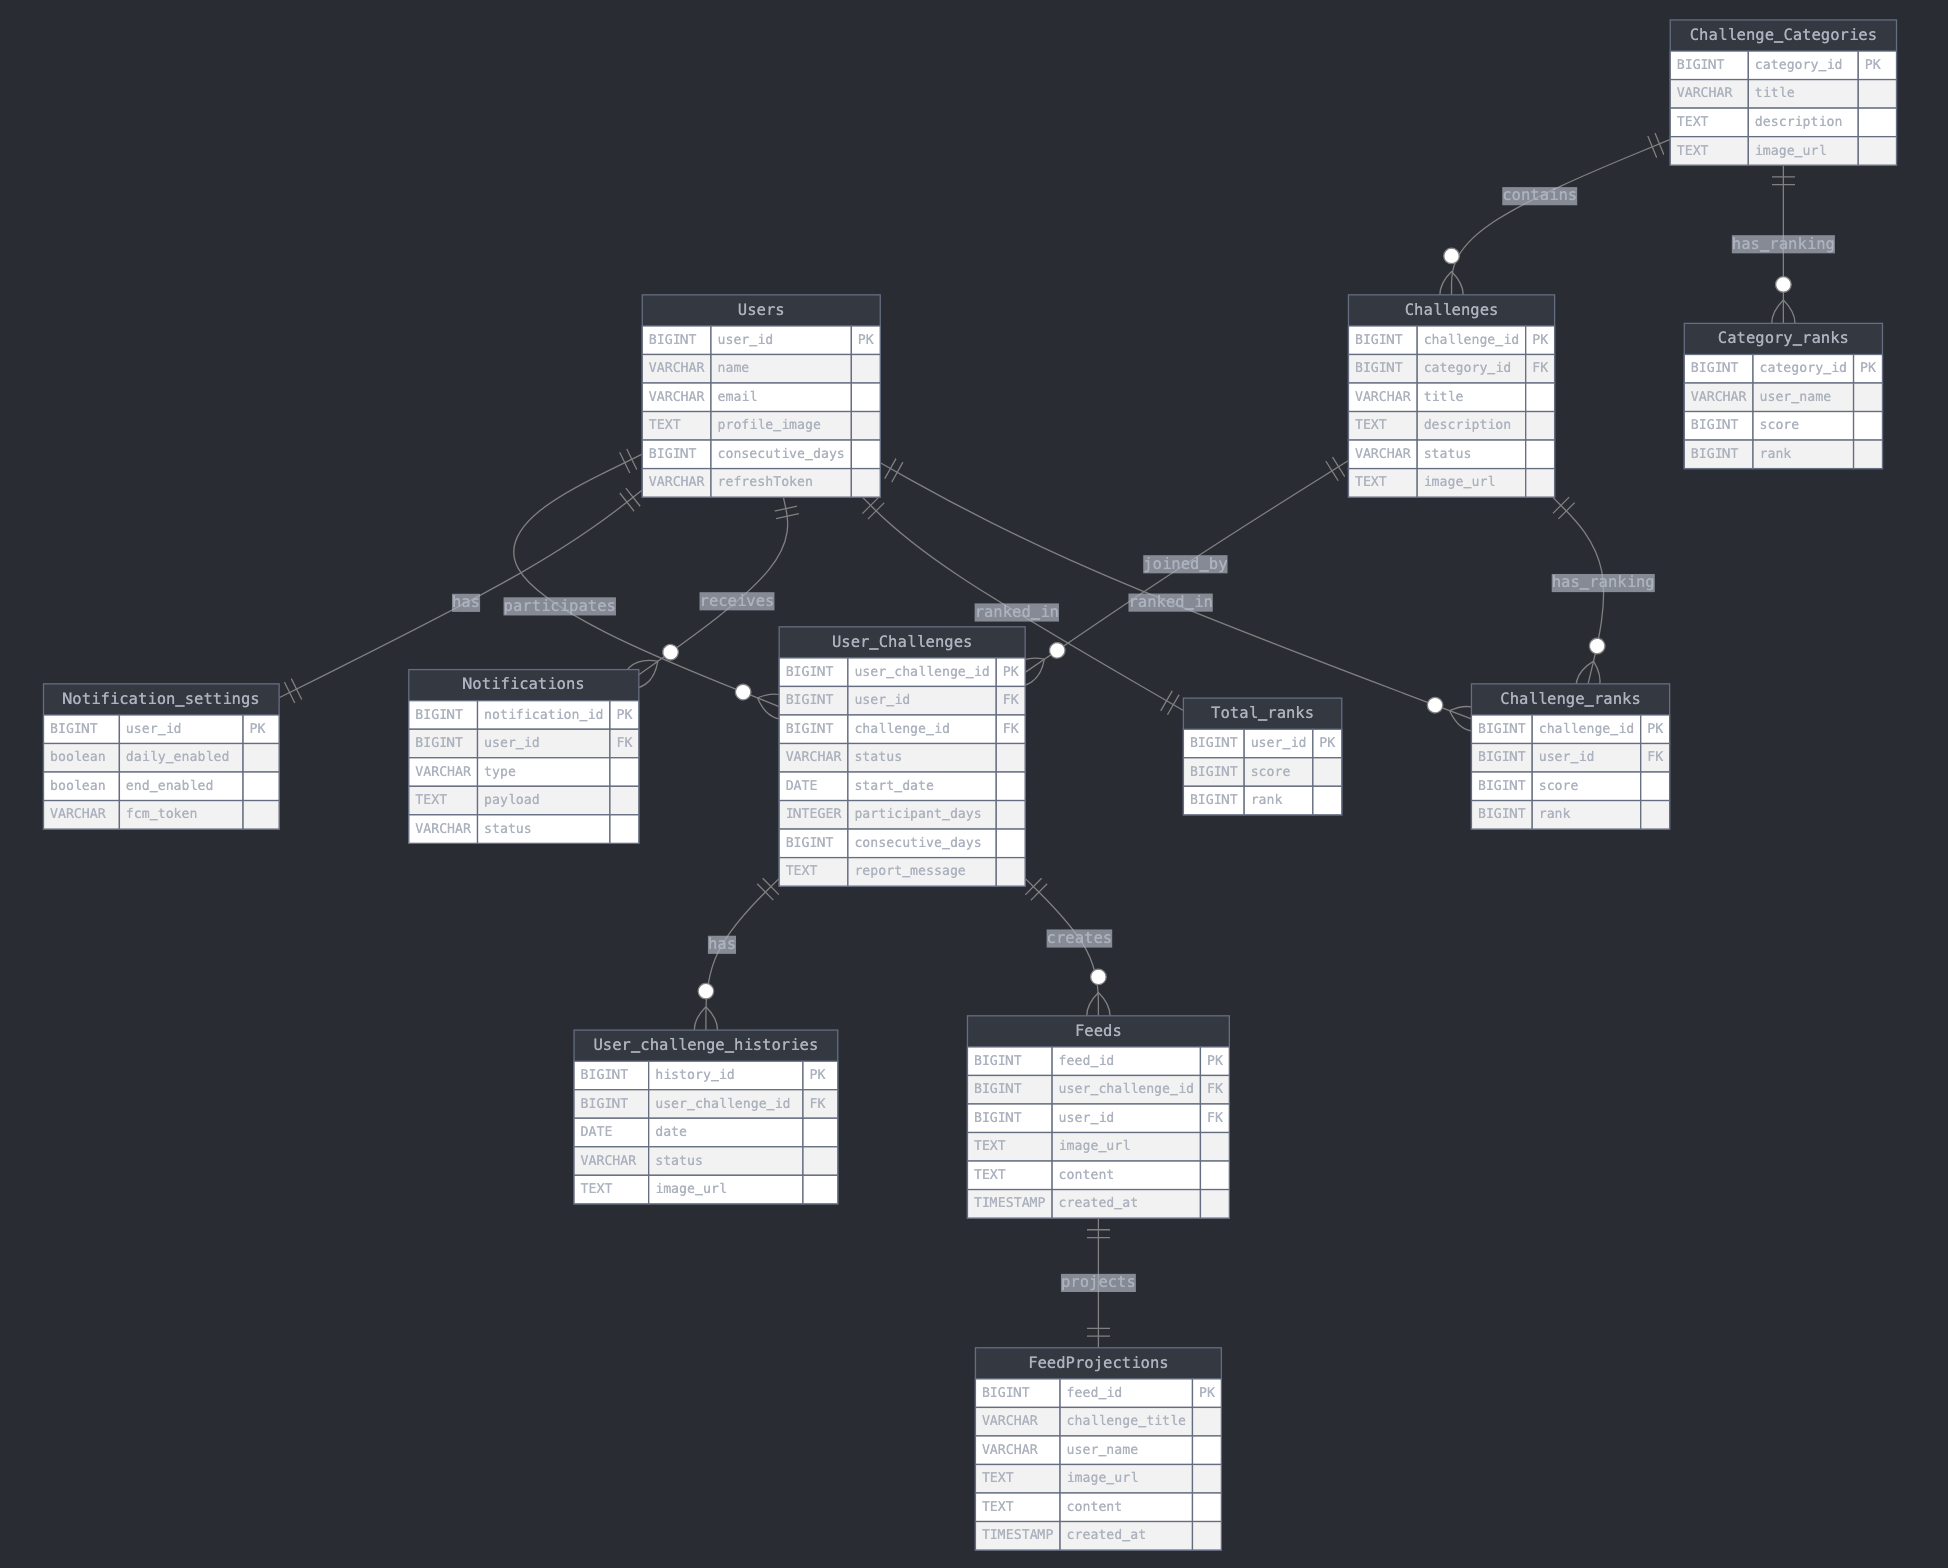 Challenge_Categories
BIGINT category_id PK
VARCHAR title
TEXT description
TEXT image_url
contains
has_ranking
Users
BIGINT user_id PK
VARCHAR name
VARCHAR email
TEXT profile_image
BIGINT consecutive_days
VARCHAR refreshToken
Challenges
BIGINT challenge_id PK
BIGINT category_id FK
VARCHAR title
TEXT description
VARCHAR status
TEXT image_url
Category_ranks
BIGINT category_id PK
VARCHAR user_name
BIGINT score
BIGINT rank
has
participates
receives
ranked_in
joined_by
ranked_in
has_ranking
Notification_settings
BIGINT user_id PK
boolean daily_enabled
boolean end_enabled
VARCHAR fcm_token
Notifications
BIGINT notification_id PK
BIGINT user_id FK
VARCHAR type
TEXT payload
VARCHAR status
User_Challenges
BIGINT user_challenge_id PK
BIGINT user_id FK
BIGINT challenge_id FK
VARCHAR status
DATE start_date
INTEGER participant_days
BIGINT consecutive_days
TEXT report_message
Total_ranks
BIGINT user_id PK
BIGINT score
BIGINT rank
Challenge_ranks
BIGINT challenge_id PK
BIGINT user_id FK
BIGINT score
BIGINT rank
has
creates
User_challenge_histories
BIGINT history_id PK
BIGINT user_challenge_id FK
DATE date
VARCHAR status
TEXT image_url
Feeds
BIGINT feed_id PK
BIGINT user_challenge_id FK
BIGINT user_id FK
TEXT image_url
TEXT content
TIMESTAMP created_at
projects
FeedProjections
BIGINT feed_id PK
VARCHAR challenge_title
VARCHAR user_name
TEXT image_url
TEXT content
TIMESTAMP created_at